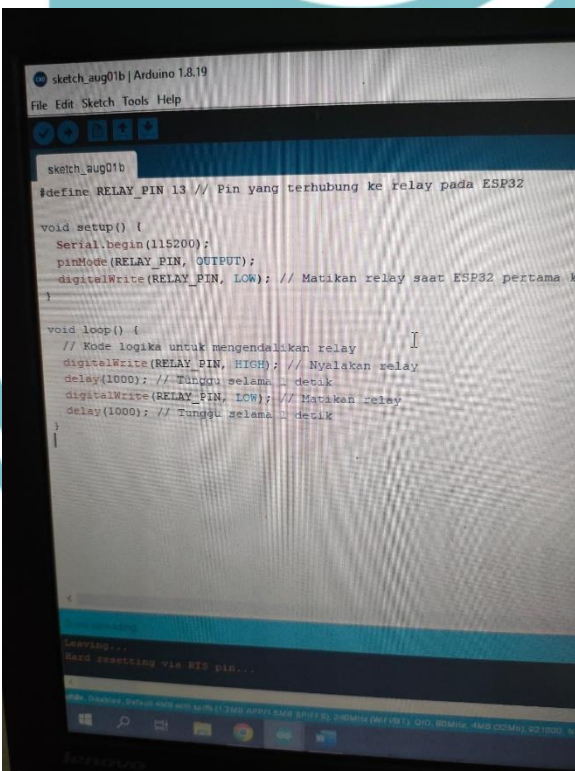 sketch_aug01b | Arduino 1.8.19
File Edit Sketch Tools Help
sketch_aug01b
#define RELAY_PIN 13 // Pin yang terhubung ke relay pada ESP32
void setup() {
Serial.begin(115200);
pinMode(RELAY_PIN, OUTPUT);
digitalWrite(RELAY_PIN, LOW); // Matikan relay saat ESP32 pertama k
}
void loop() {
// Kode logika untuk mengendalikan relay
digitalWrite(RELAY_PIN, HIGH); // Nyalakan relay
delay(1000); // Tunggu selama 1 detik
digitalWrite(RELAY_PIN, LOW); // Matikan relay
delay(1000); // Tunggu selama 1 detik
}
Leaving...
Hard resetting via RTS pin...
lenovo